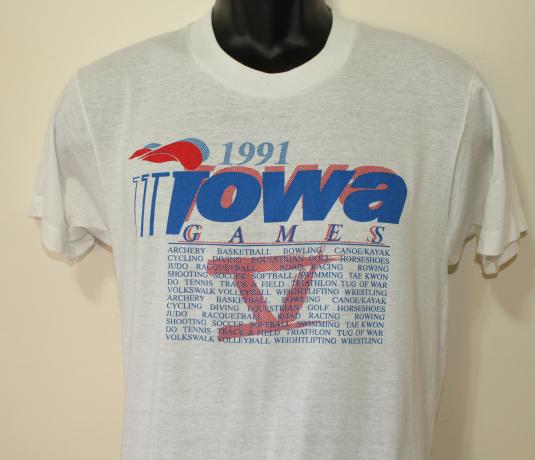 1991
Iowa
GAMES
ARCHERY BASKETBALL BOWLING CANOE/KAYAK
CYCLING DIVING EQUESTRIAN GOLF HORSESHOES
JUDO RACQUETBALL ROAD RACING ROWING
SHOOTING SOCCER SOFTBALL SWIMMING TAE KWON
DO TENNIS TRACK & FIELD TRIATHLON TUG OF WAR
VOLKSWALK VOLLEYBALL WEIGHTLIFTING WRESTLING
ARCHERY BASKETBALL BOWLING CANOE/KAYAK
CYCLING DIVING EQUESTRIAN GOLF HORSESHOES
JUDO RACQUETBALL ROAD RACING ROWING
SHOOTING SOCCER SOFTBALL SWIMMING TAE KWON
DO TENNIS TRACK & FIELD TRIATHLON TUG OF WAR
VOLKSWALK VOLLEYBALL WEIGHTLIFTING WRESTLING
V